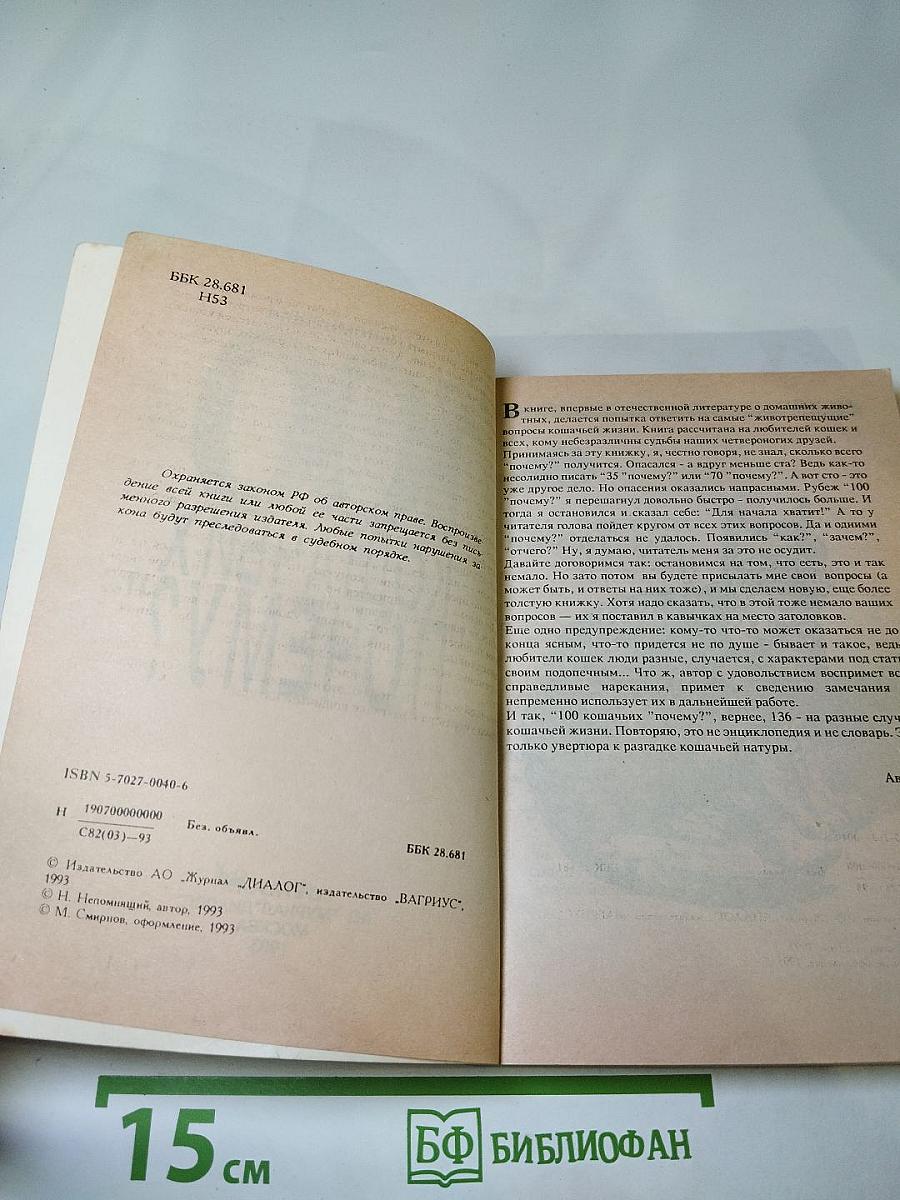 ББК 28.681
Н53
Охраняется законом РФ об авторском праве. Воспроизве
дение всей книги или любой ее части запрещается без пись
менного разрешения издателя. Любые попытки нарушения за
кона будут преследоваться в судебном порядке.
ISBN 5-7027-0040-6
Н 190700000000 Без. объявл.
С82(03)—93
ББК 28.681
© Издательство АО „Журнал „ДИАЛОГ", издательство „ВАГРИУС",
1993
© Н. Непомнящий, автор, 1993
© М. Смирнов, оформление, 1993
В книге, впервые в отечественной литературе о домашних живо-
тных, делается попытка ответить на самые “животрепещущие”
вопросы кошачьей жизни. Книга рассчитана на любителей кошек и
всех, кому небезразличны судьбы наших четвероногих друзей.
Принимаясь за эту книжку, я, честно говоря, не знал, сколько всего
“почему?” получится. Опасался - а вдруг меньше ста? Ведь как-то
несолидно писать “35 ”почему?” или “70 ”почему?”. А вот сто - это
уже другое дело. Но опасения оказались напрасными. Рубеж “100
”почему?” я перешагнул довольно быстро - получилось больше. И
тогда я остановился и сказал себе: “Для начала хватит!” А то у
читателя голова пойдет кругом от всех этих вопросов. Да и одними
“почему?” отделаться не удалось. Появились “как?”, “зачем?”,
“отчего?” Ну, я думаю, читатель меня за это не осудит.
Давайте договоримся так: остановимся на том, что есть, это и так
немало. Но зато потом вы будете присылать мне свои вопросы (а
может быть, и ответы на них тоже), и мы сделаем новую, еще более
толстую книжку. Хотя надо сказать, что в этой тоже немало ваших
вопросов — их я поставил в кавычках на место заголовков.
Еще одно предупреждение: кому-то что-то может оказаться не до
конца ясным, что-то придется не по душе - бывает и такое, ведь
любители кошек люди разные, случается, с характерами под стать
своим подопечным... Что ж, автор с удовольствием воспримет вс
справедливые нарекания, примет к сведению замечания
непременно использует их в дальнейшей работе.
И так, “100 кошачьих ”почему?”, вернее, 136 - на разные случ
кошачьей жизни. Повторяю, это не энциклопедия и не словарь. Э
только увертюра к разгадке кошачьей натуры.
Ав
15 см
БФ БИБЛИОФАН